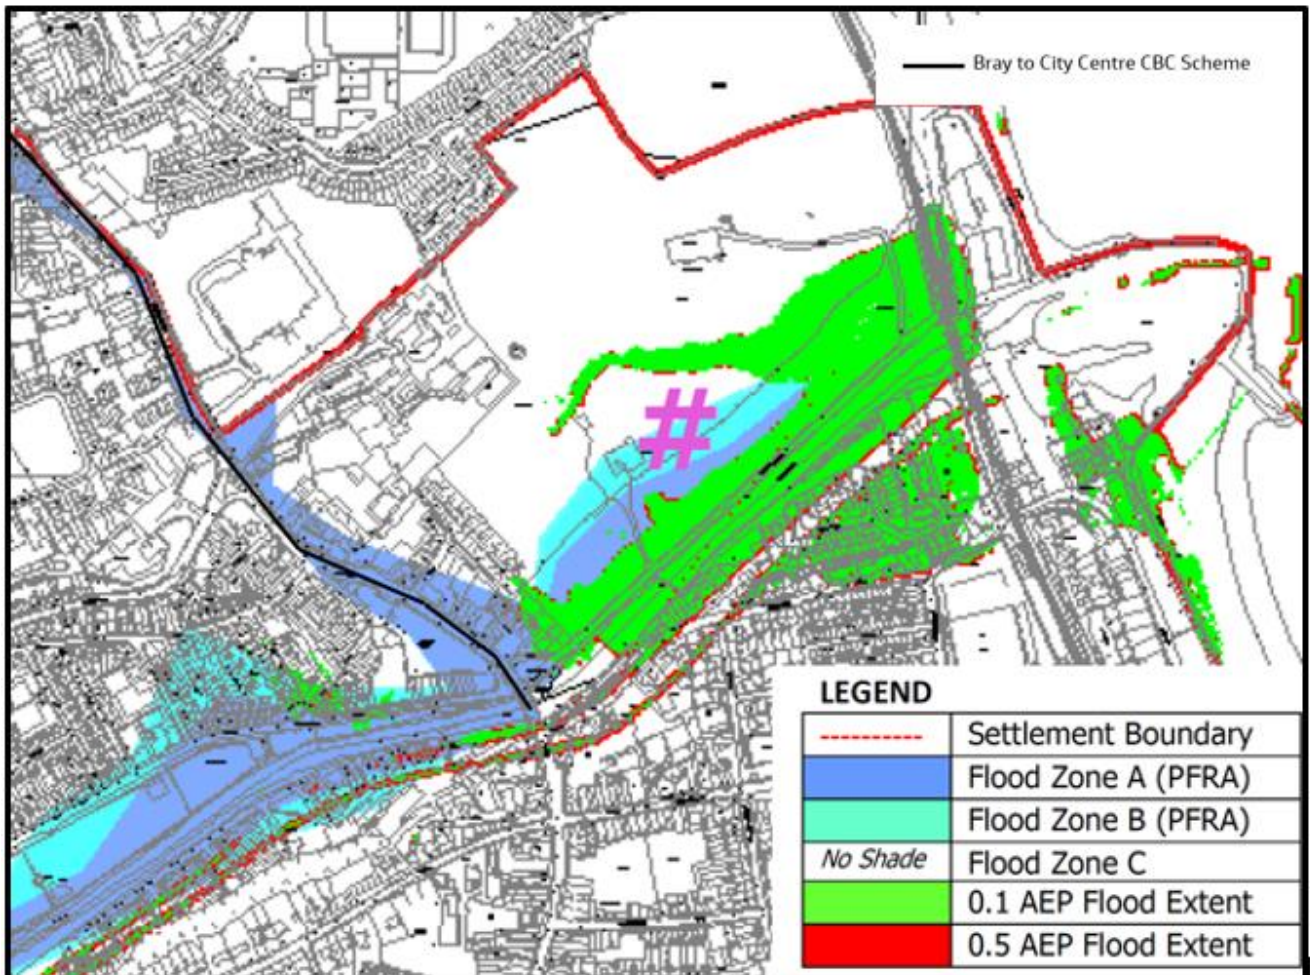 Bray to City Centre CBC Scheme
#
LEGEND
Settlement Boundary
Flood Zone A (PFRA)
Flood Zone B (PFRA)
No Shade Flood Zone C
0.1 AEP Flood Extent
0.5 AEP Flood Extent